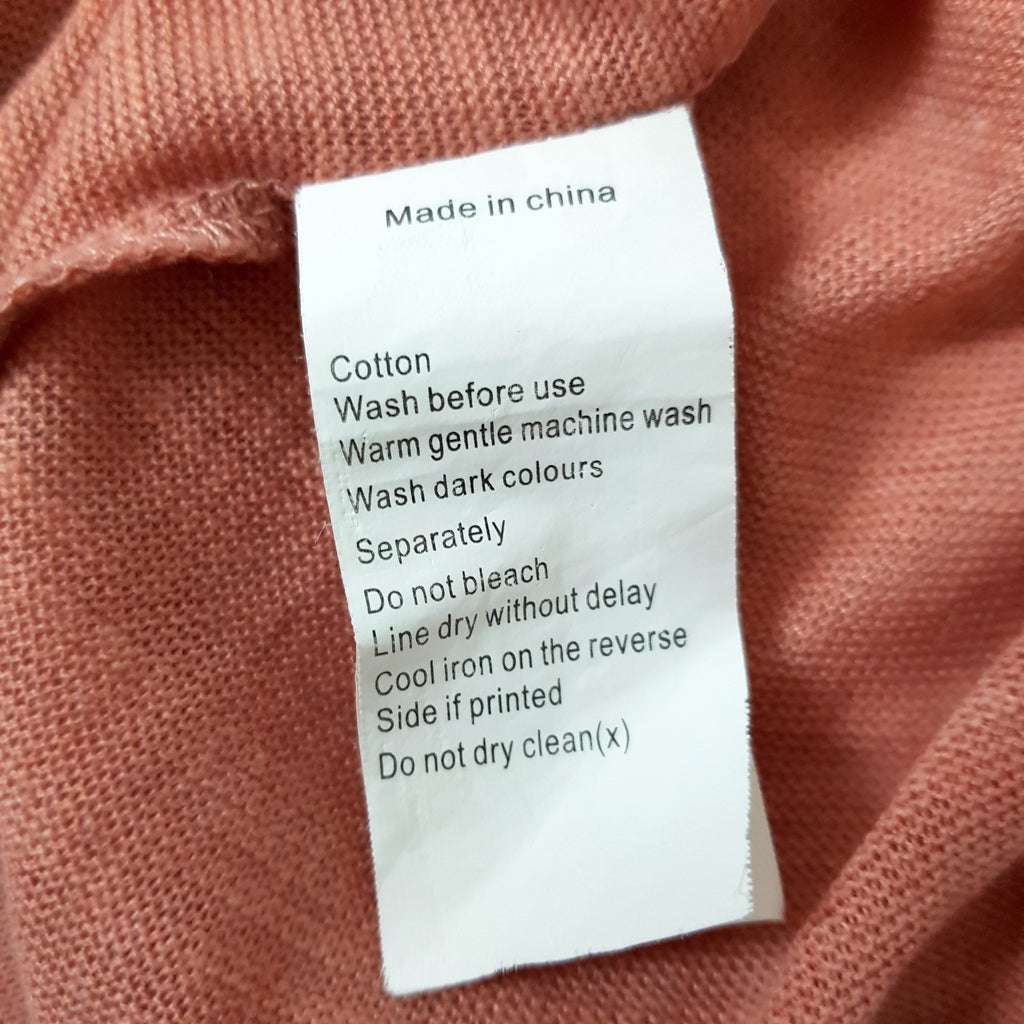 Made in china
Cotton
Wash before use
Warm gentle machine wash
Wash dark colours
Separately
Do not bleach
Line dry without delay
Cool iron on the reverse
Side if printed
Do not dry clean(x)